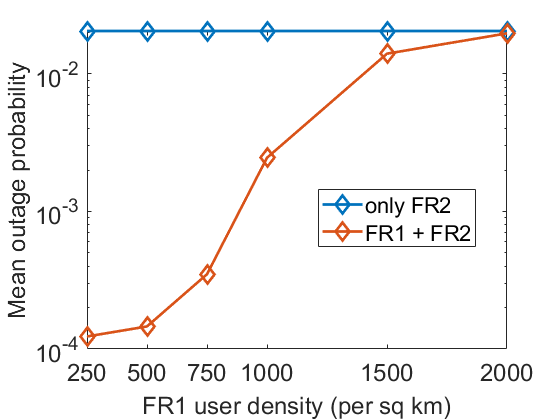 Mean outage probability
10^-2
10^-3
10^-4
only FR2
FR1 + FR2
250 500 750 1000 1500 2000
FR1 user density (per sq km)